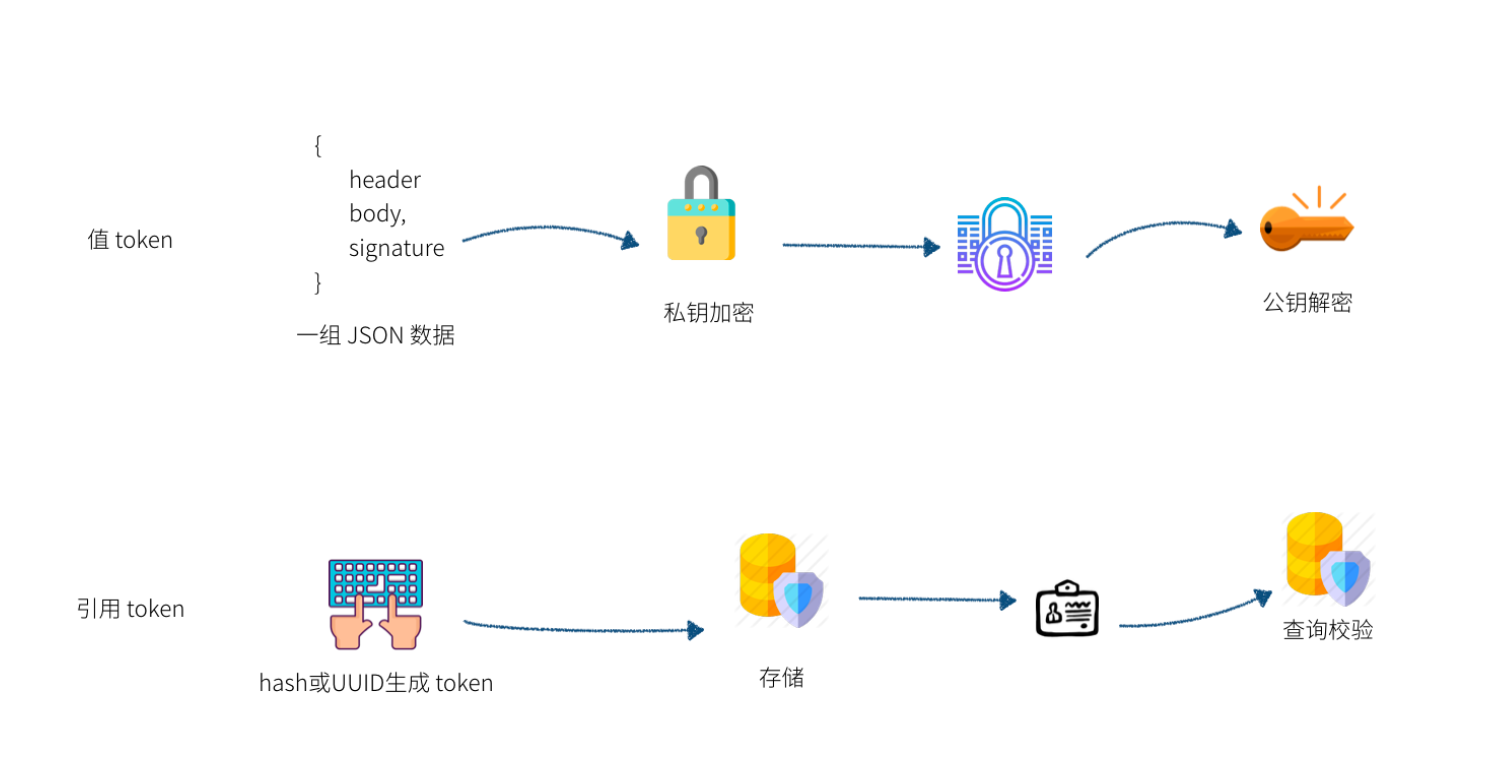 值 token
{
header
body,
signature
}
一组 JSON 数据
私钥加密
公钥解密
引用 token
hash或UUID生成 token
存储
查询校验